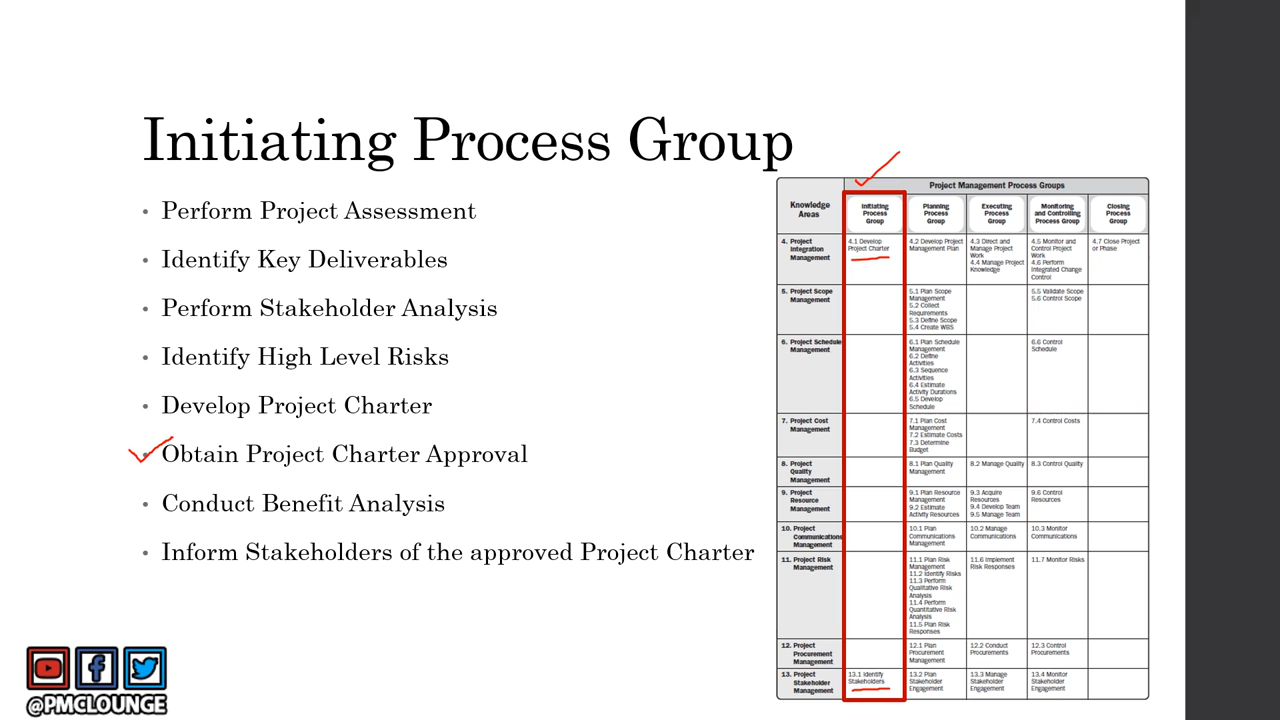 Initiating Process Group
• Perform Project Assessment
• Identify Key Deliverables
• Perform Stakeholder Analysis
• Identify High Level Risks
• Develop Project Charter
• Obtain Project Charter Approval
• Conduct Benefit Analysis
• Inform Stakeholders of the approved Project Charter
Knowledge
Areas
Project Management Process Groups
Initiating
Process
Group
Planning
Process
Group
Executing
Process
Group
Monitoring
and Controlling
Process Group
Closing
Process
Group
4. Project
Integration
Management
4.1 Develop
Project Charter
4.2 Develop Project
Management Plan
4.3 Direct and
Manage Project
Work
4.4 Manage Project
Knowledge
4.5 Monitor and
Control Project
Work
4.6 Perform
Integrated Change
Control
4.7 Close Project
or Phase
5. Project Scope
Management
5.1 Plan Scope
Management
5.2 Collect
Requirements
5.3 Define Scope
5.4 Create WBS
5.5 Validate Scope
5.6 Control Scope
6. Project Schedule
Management
6.1 Plan Schedule
Management
6.2 Define
Activities
6.3 Sequence
Activities
6.4 Estimate
Activity Durations
6.5 Develop
Schedule
6.6 Control
Schedule
7. Project Cost
Management
7.1 Plan Cost
Management
7.2 Estimate Costs
7.3 Determine
Budget
7.4 Control Costs
8. Project
Quality
Management
8.1 Plan Quality
Management
8.2 Manage Quality
8.3 Control Quality
9. Project
Resource
Management
9.1 Plan Resource
Management
9.2 Estimate
Activity Resources
9.3 Acquire
Resources
9.4 Develop Team
9.5 Manage Team
9.6 Control
Resources
10. Project
Communications
Management
10.1 Plan
Communications
Management
10.2 Manage
Communications
10.3 Monitor
Communications
11. Project Risk
Management
11.1 Plan Risk
Management
11.2 Identify Risks
11.3 Perform
Qualitative Risk
Analysis
11.4 Perform
Quantitative Risk
Analysis
11.5 Plan Risk
Responses
11.6 Implement
Risk Responses
11.7 Monitor Risks
12. Project
Procurement
Management
12.1 Plan
Procurement
Management
12.2 Conduct
Procurements
12.3 Control
Procurements
13. Project
Stakeholder
Management
13.1 Identify
Stakeholders
13.2 Plan
Stakeholder
Engagement
13.3 Manage
Stakeholder
Engagement
13.4 Monitor
Stakeholder
Engagement
@PMCLOUNGE